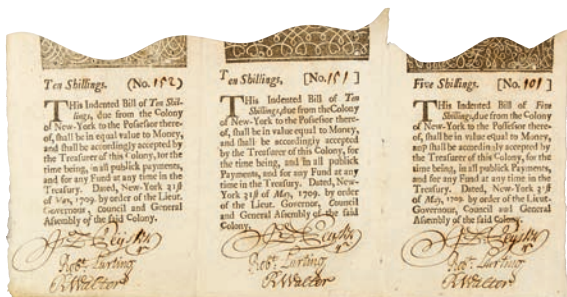 Ten Shillings. (No. 152)
THis Indented Bill of Ten Shil-
lings, due from the Colony
of New-York to the Possessor there-
of, shall be in value equal to Money,
and shall be accordingly accepted by
the Treasurer of this Colony, for the
time being, and in all publick payments,
and for any Fund at any time in the
Treasury. Dated, New-York 31st
of May, 1709. by order of the Lieut.
Governour, Council and General
Assembly of the said Colony.
Robt. Lurting
R Walter
Ten Shillings. [No. 151]
THis Indented Bill of Ten
Shillings, due from the Colony
of New-York to the Possessor there-
of, shall be in value equal to Money,
and shall be accordingly accepted
by the Treasurer of this Colony, for
the time being, and in all publick
Payments, and for any Fund at any
time in the Treasury. Dated, New-
York 31st of May, 1709. by order
of the Lieut. Governour, Council
and General Assembly of the said
Colony.
Robt. Lurting
R Walter
Five Shillings. [No. 101]
THis Indented Bill of Five
Shillings, due from the Colony
of New-York to the Possessor there-
of, shall be in value equal to Money,
and shall be accordingly accepted by
the Treasurer of this Colony, for the
time being, and in all publick
Payments, and for any Fund at any
time in the Treasury. Dated, New-York 31st
of May, 1709. by order of the Lieut.
Governour, Council and General
Assembly of the said Colony.
Robt. Lurting
R Walter